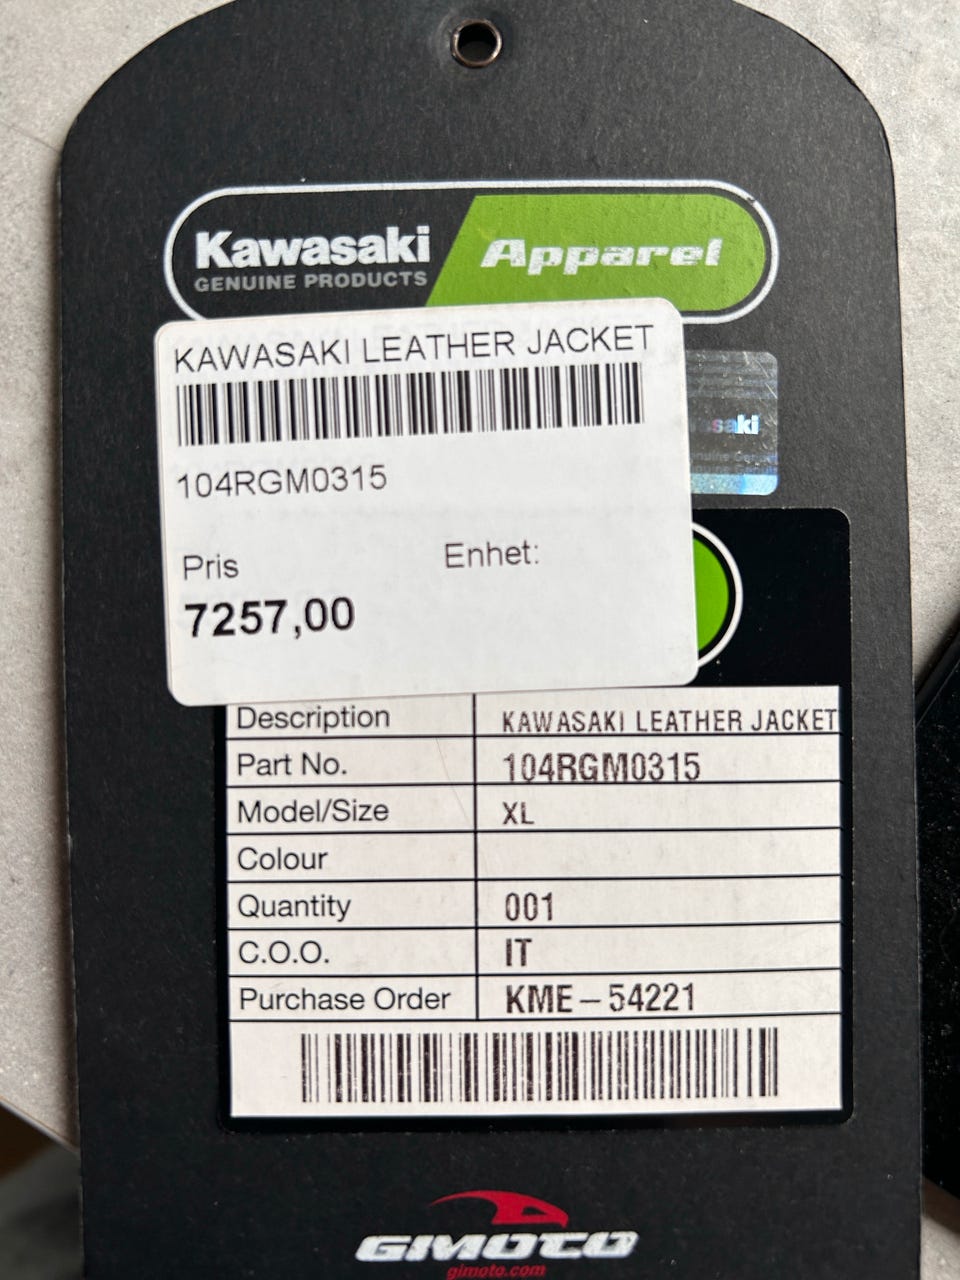 Kawasaki Apparel
GENUINE PRODUCTS
KAWASAKI LEATHER JACKET
104RGM0315
Pris Enhet:
7257,00
Description KAWASAKI LEATHER JACKET
Part No. 104RGM0315
Model/Size XL
Colour
Quantity 001
C.O.O. IT
Purchase Order KME-54221
GIMOTO
gimoto.com